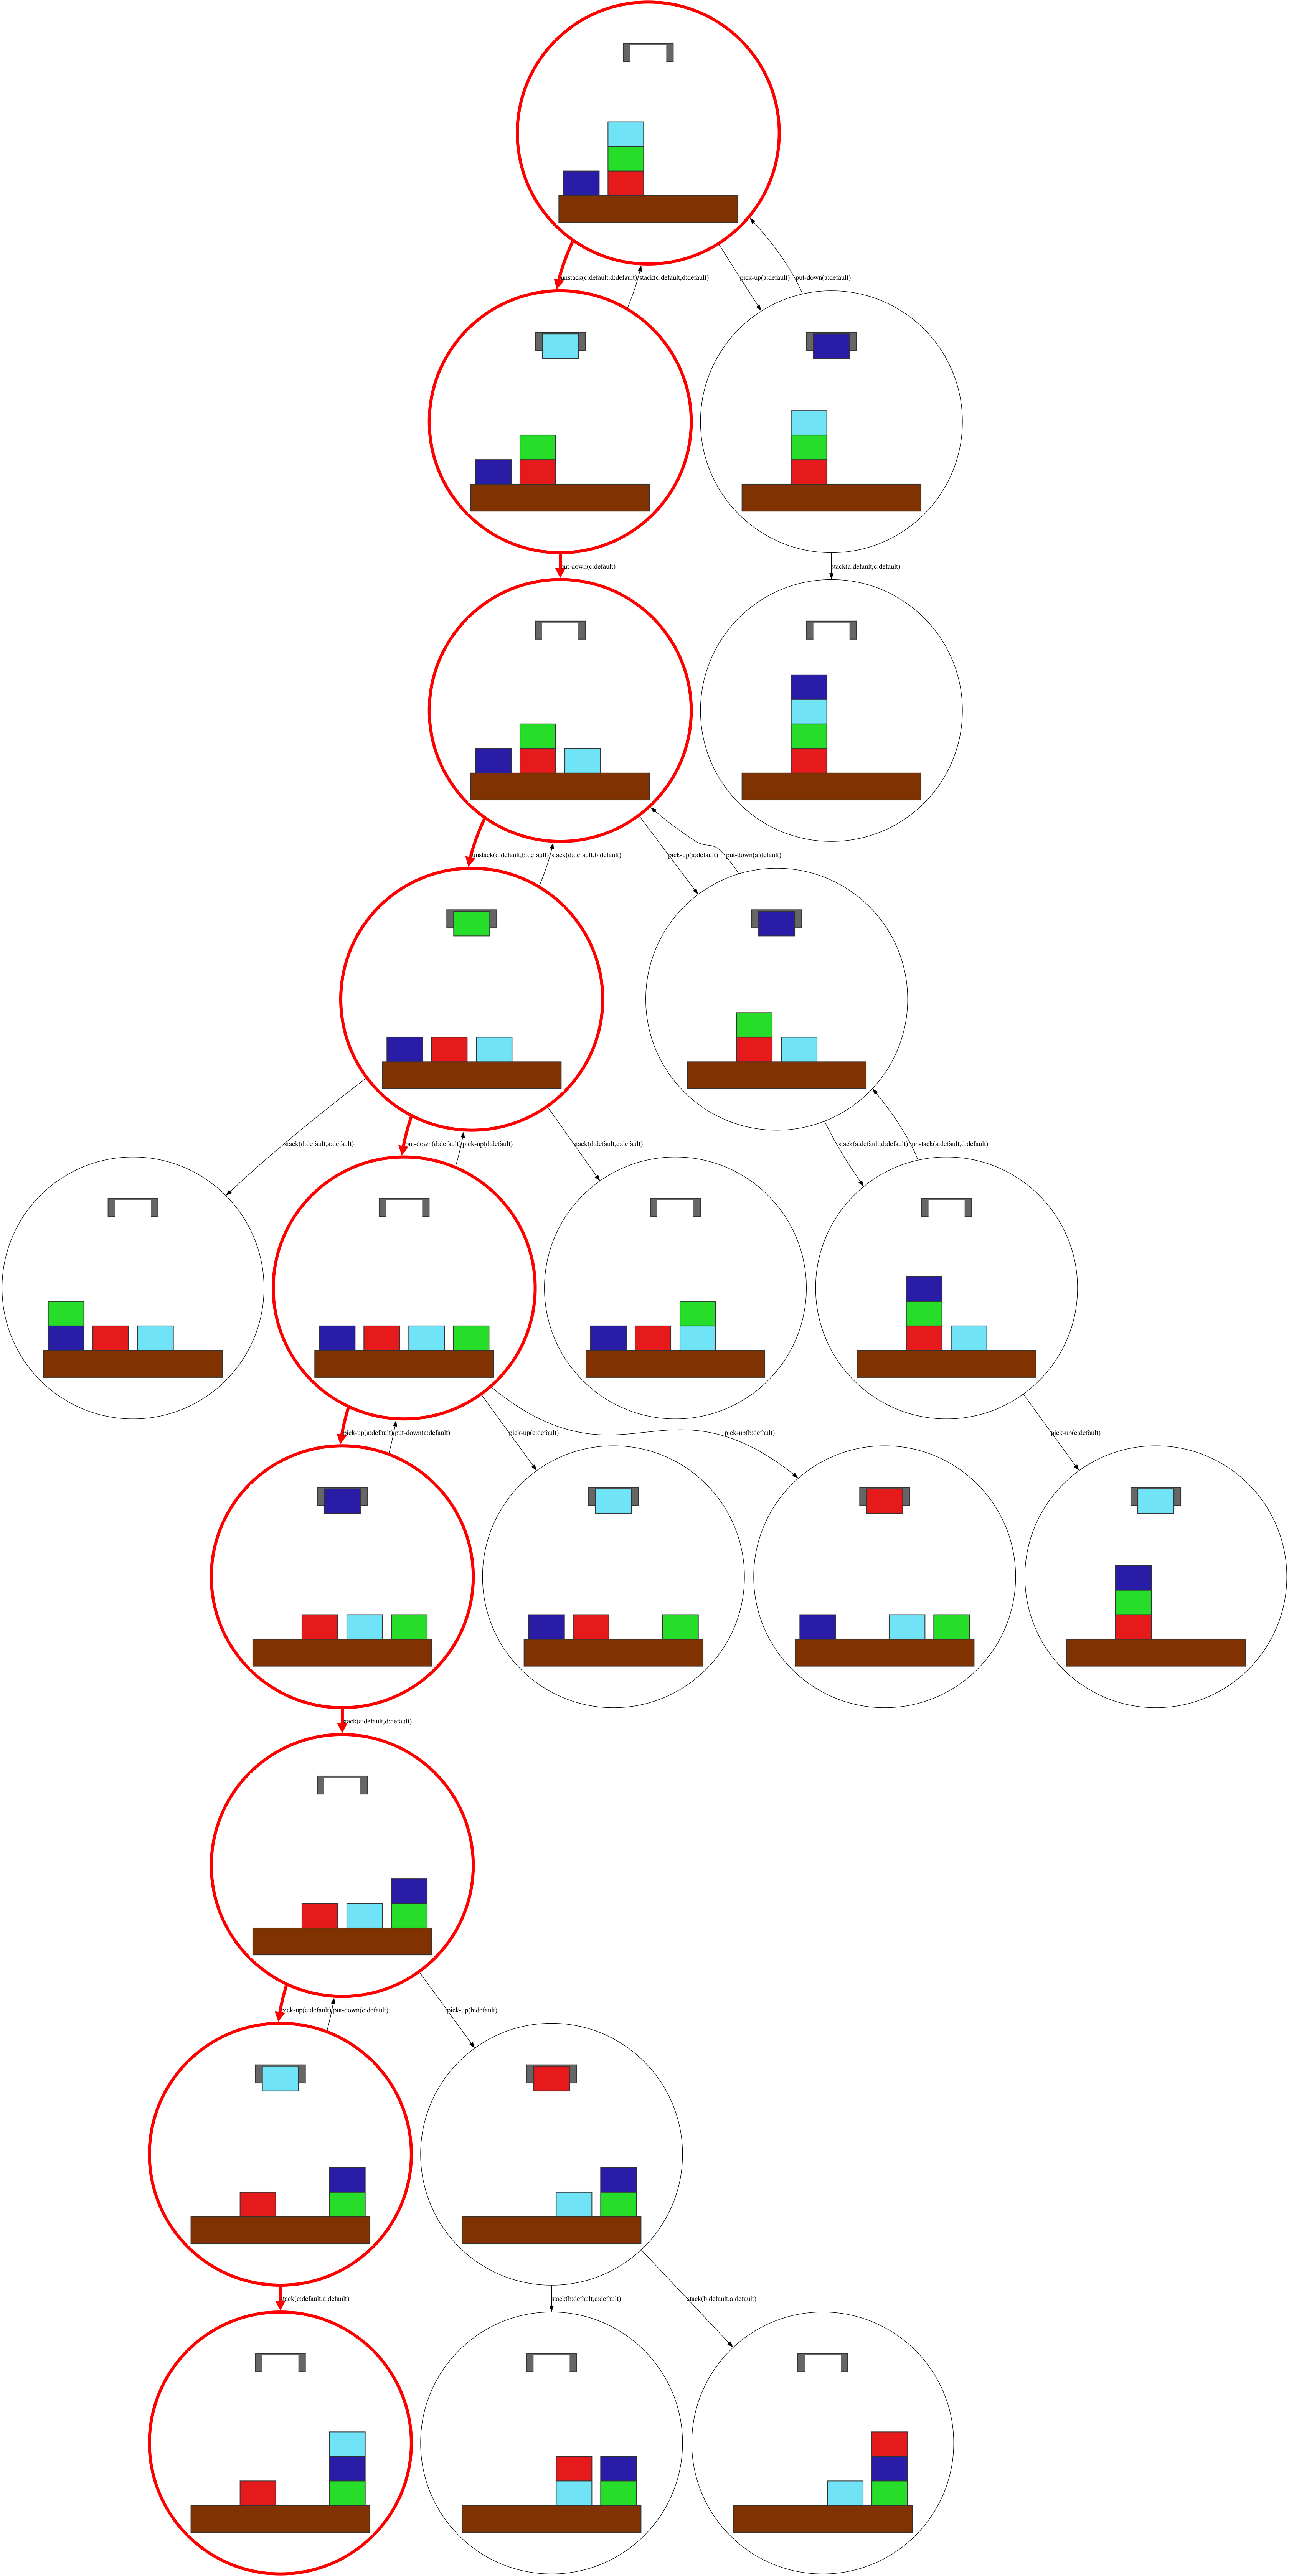 unstack(c:default,d:default)
stack(c:default,d:default)
pick-up(a:default)
put-down(a:default)
put-down(c:default)
stack(a:default,c:default)
unstack(d:default,b:default)
stack(d:default,b:default)
pick-up(a:default)
put-down(a:default)
stack(d:default,a:default)
put-down(d:default)
pick-up(d:default)
stack(d:default,c:default)
stack(a:default,d:default)
unstack(a:default,d:default)
pick-up(a:default)
put-down(a:default)
pick-up(c:default)
pick-up(b:default)
pick-up(c:default)
stack(a:default,d:default)
pick-up(c:default)
put-down(c:default)
pick-up(b:default)
stack(c:default,a:default)
stack(b:default,c:default)
stack(b:default,a:default)